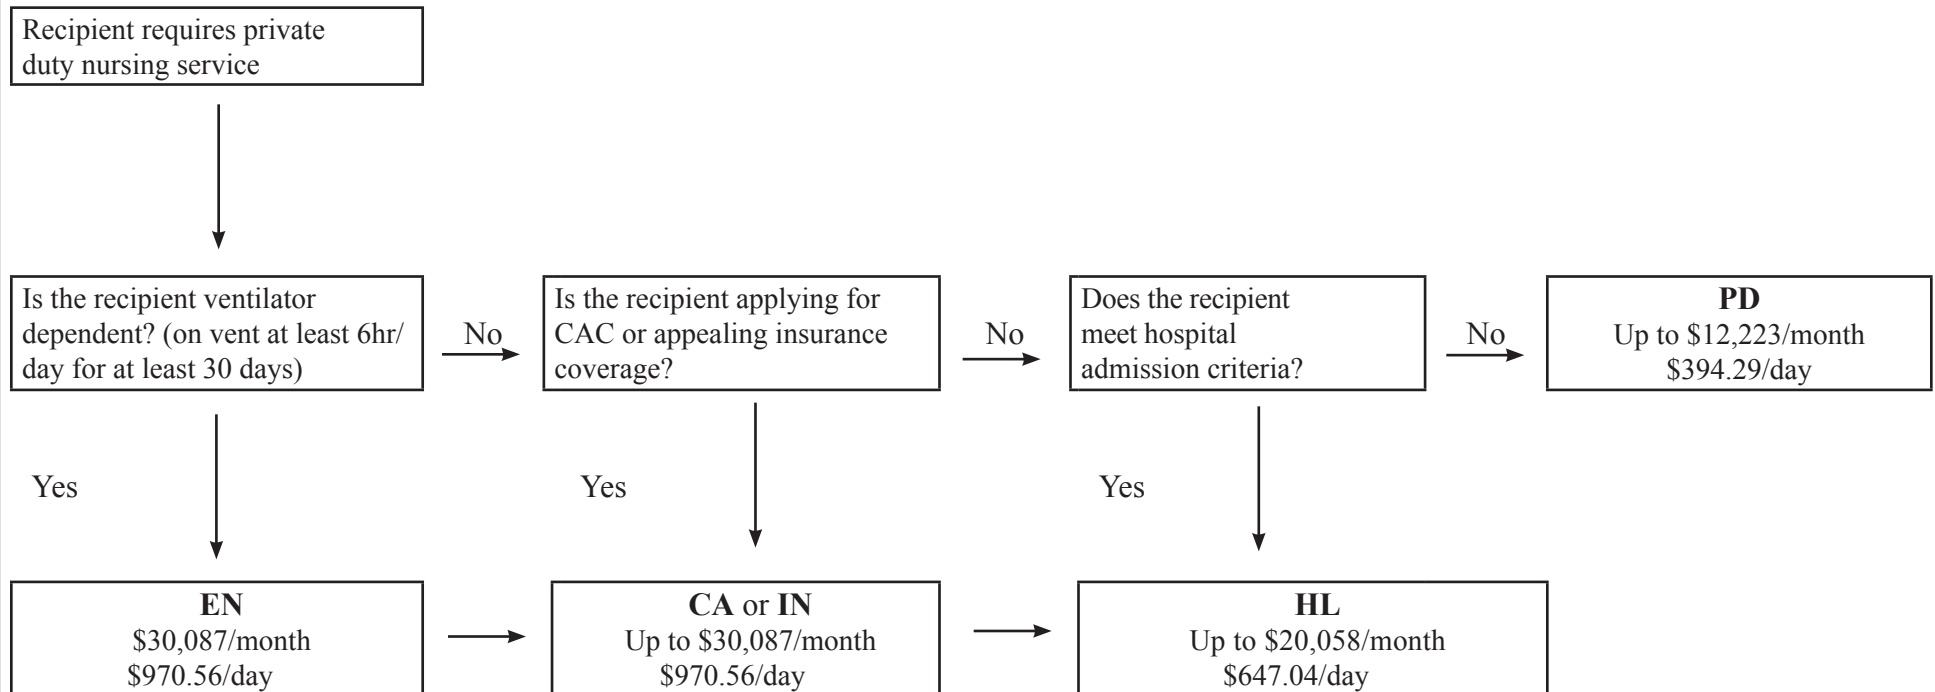 Recipient requires private
duty nursing service
Is the recipient ventilator
dependent? (on vent at least 6hr/
day for at least 30 days)
No
Is the recipient applying for
CAC or appealing insurance
coverage?
No
Does the recipient
meet hospital
admission criteria?
No
PD
Up to $12,223/month
$394.29/day
Yes
Yes
Yes
EN
$30,087/month
$970.56/day
CA or IN
Up to $30,087/month
$970.56/day
HL
Up to $20,058/month
$647.04/day